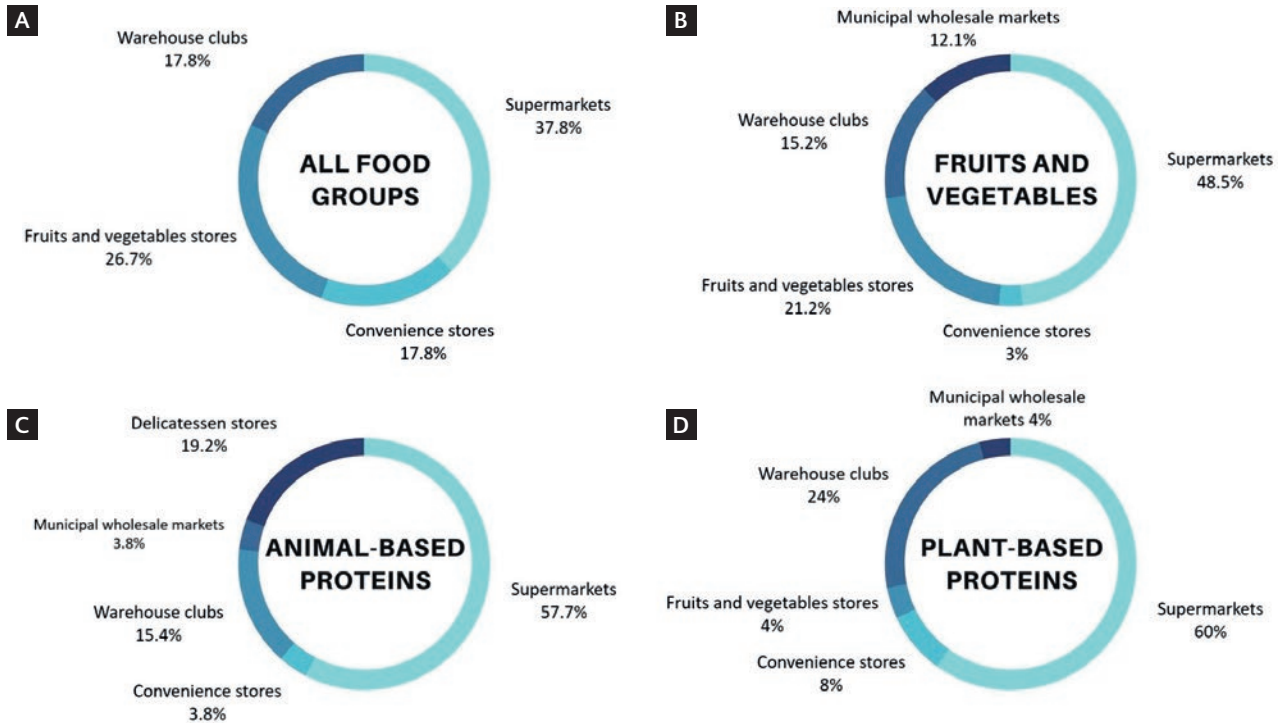 A
Warehouse clubs
17.8%
Supermarkets
37.8%
ALL FOOD
GROUPS
Fruits and vegetables stores
26.7%
Convenience stores
17.8%
B
Municipal wholesale markets
12.1%
Warehouse clubs
15.2%
Supermarkets
48.5%
FRUITS AND
VEGETABLES
Fruits and vegetables stores
21.2%
Convenience stores
3%
C
Delicatessen stores
19.2%
Municipal wholesale markets
3.8%
ANIMAL-BASED
PROTEINS
Supermarkets
57.7%
Warehouse clubs
15.4%
Convenience stores
3.8%
D
Municipal wholesale
markets 4%
Warehouse clubs
24%
PLANT-BASED
PROTEINS
Fruits and vegetables stores
4%
Supermarkets
60%
Convenience stores
8%